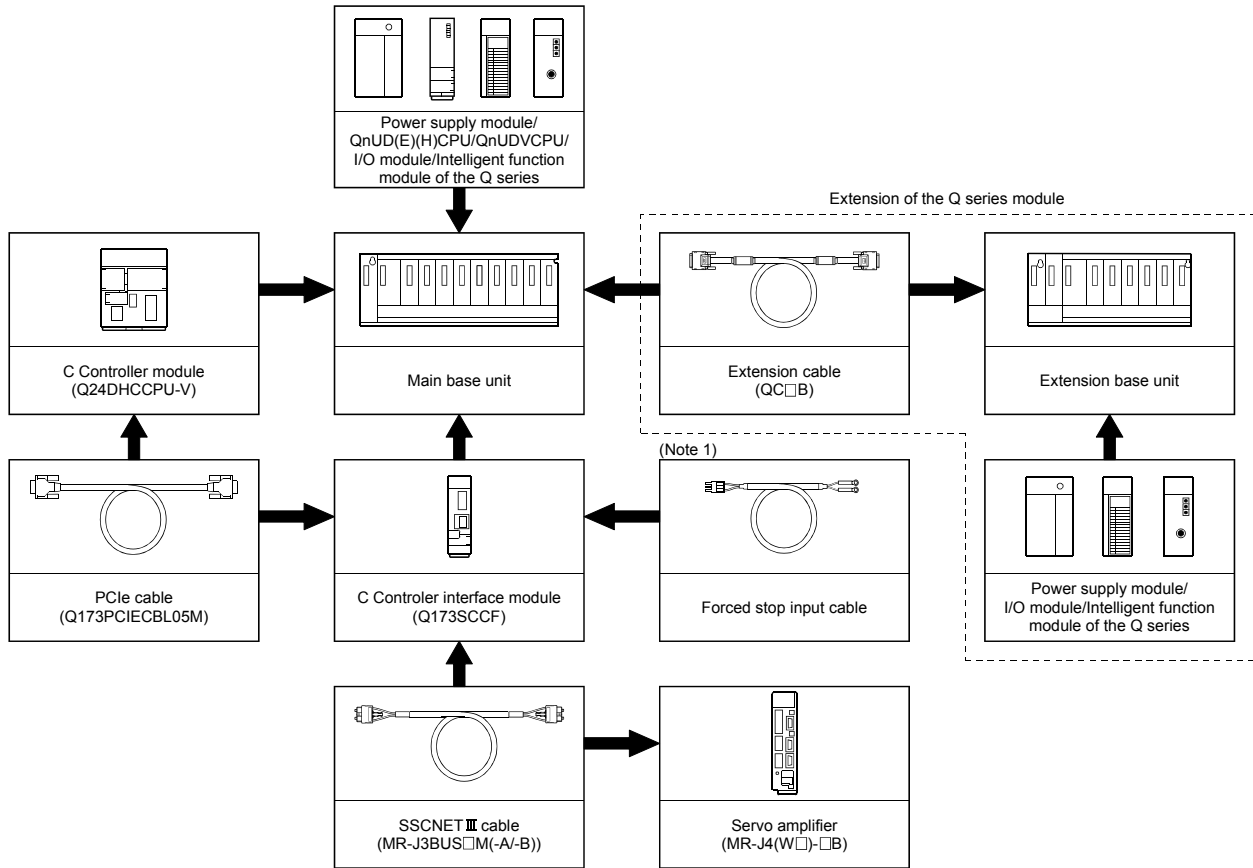 Power supply module/
QnUD(E)(H)CPU/QnUDVCPU/
I/O module/Intelligent function
module of the Q series
Extension of the Q series module
C Controller module
(Q24DHCCPU-V)
Main base unit
Extension cable
(QC□B)
Extension base unit
(Note 1)
PCIe cable
(Q173PCIECBL05M)
C Controler interface module
(Q173SCCF)
Forced stop input cable
Power supply module/
I/O module/Intelligent function
module of the Q series
SSCNETⅢ cable
(MR-J3BUS□M(-A/-B))
Servo amplifier
(MR-J4(W□)-□B)